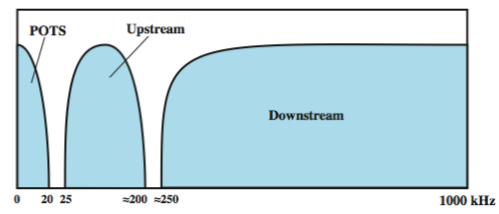 POTS
Upstream
Downstream
0 20 25 ≈200 ≈250 1000 kHz